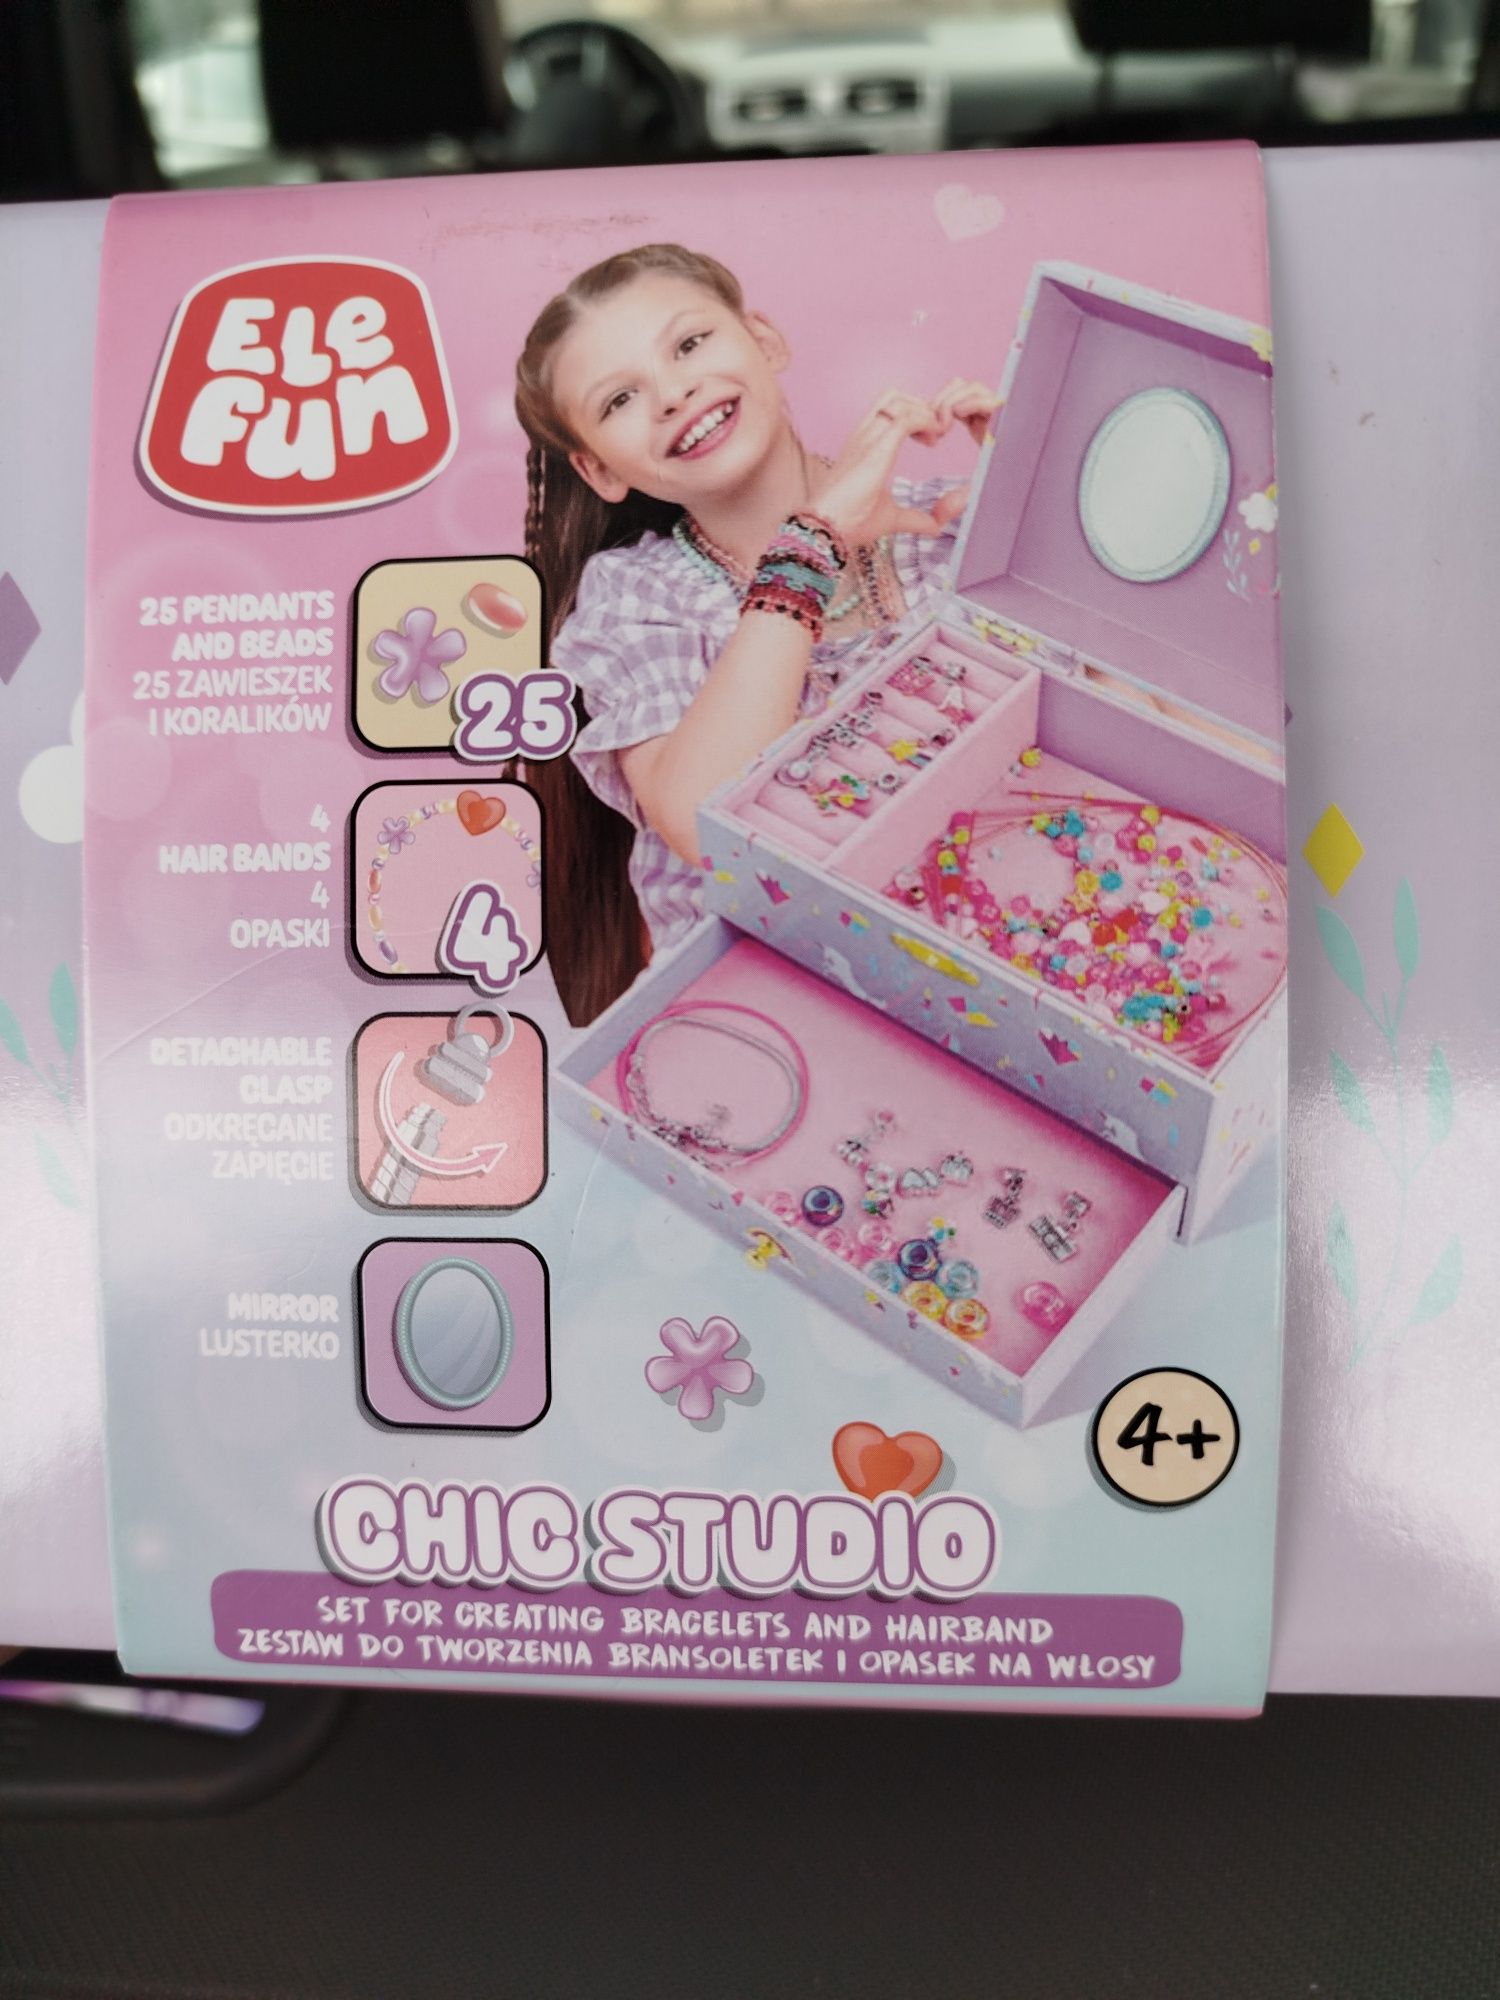 Ele
fun
25 PENDANTS
AND BEADS
25 ZAWIESZEK
I KORALIKÓW
25
4
HAIR BANDS
4
OPASKI
4
DETACHABLE
CLASP
ODKRĘCANE
ZAPIĘCIE
MIRROR
LUSTERKO
4+
CHIC STUDIO
SET FOR CREATING BRACELETS AND HAIRBAND
ZESTAW DO TWORZENIA BRANSOLETEK I OPASEK NA WŁOSY